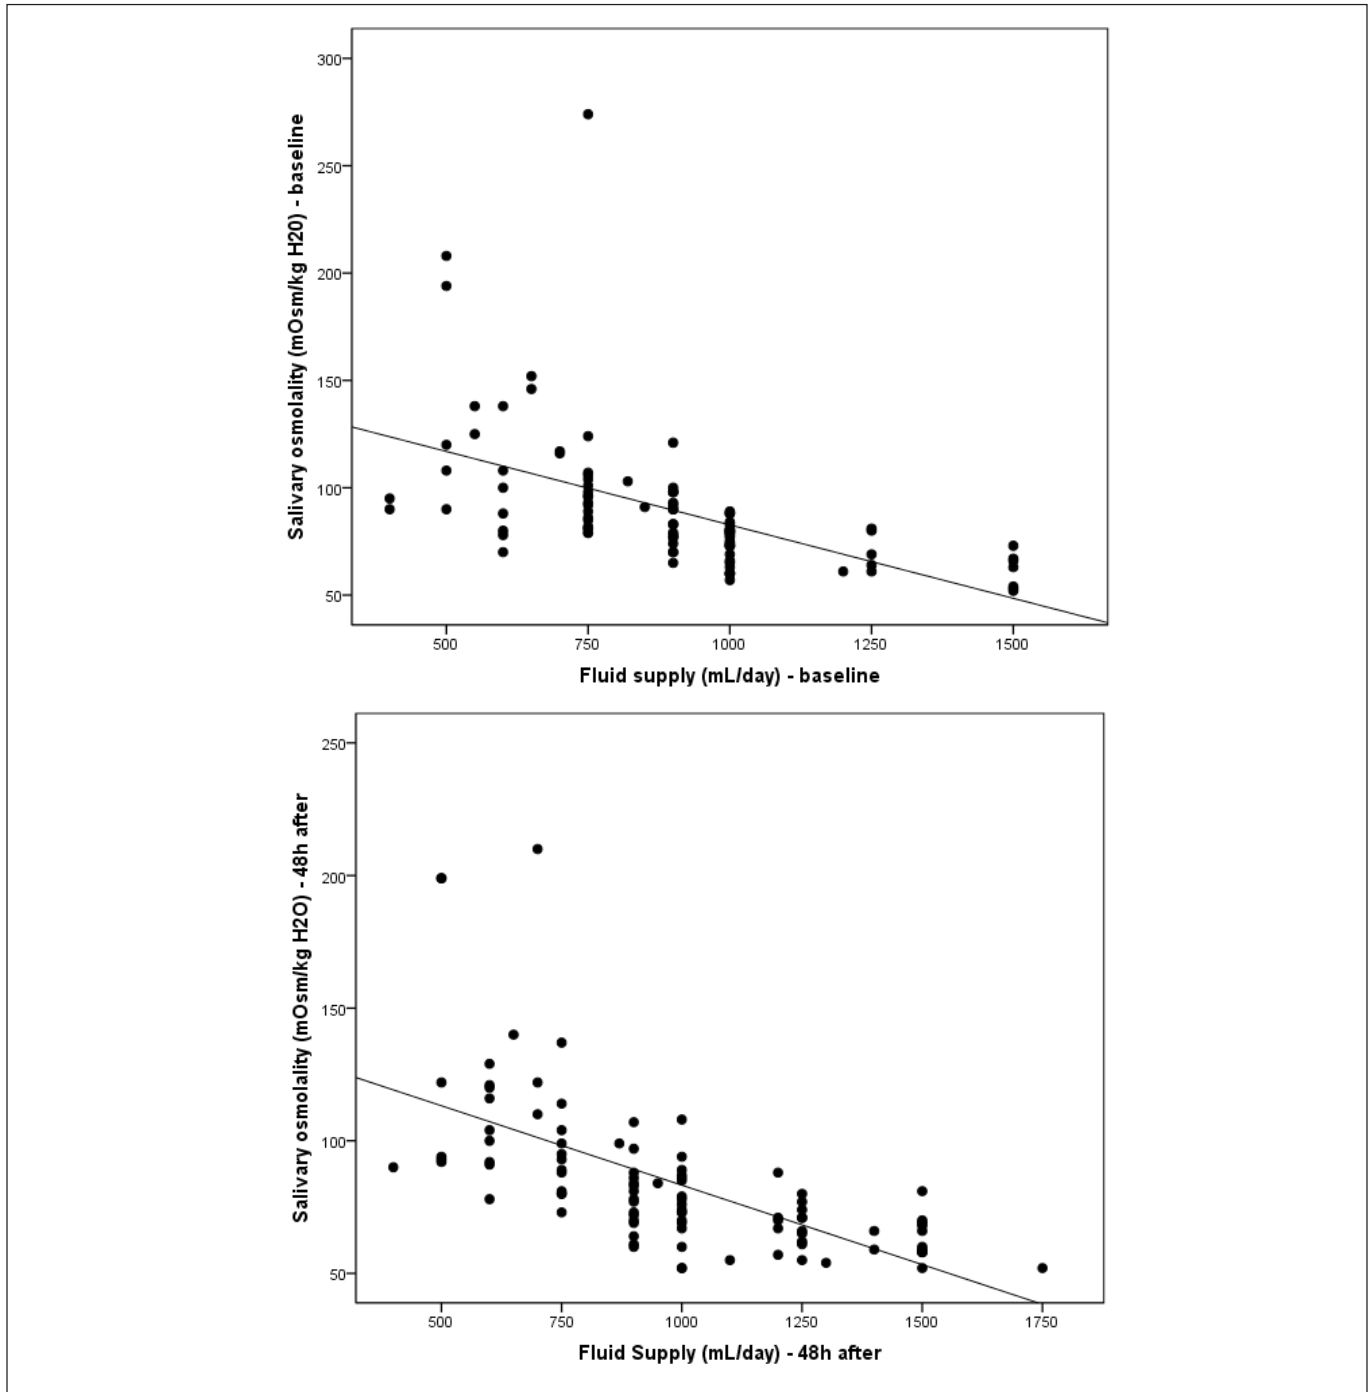 Salivary osmolality (mOsm/kg H20) - baseline
300
250
200
150
100
50
500 750 1000 1250 1500
Fluid supply (mL/day) - baseline
Salivary osmolality (mOsm/kg H2O) - 48h after
250
200
150
100
50
500 750 1000 1250 1500 1750
Fluid Supply (mL/day) - 48h after